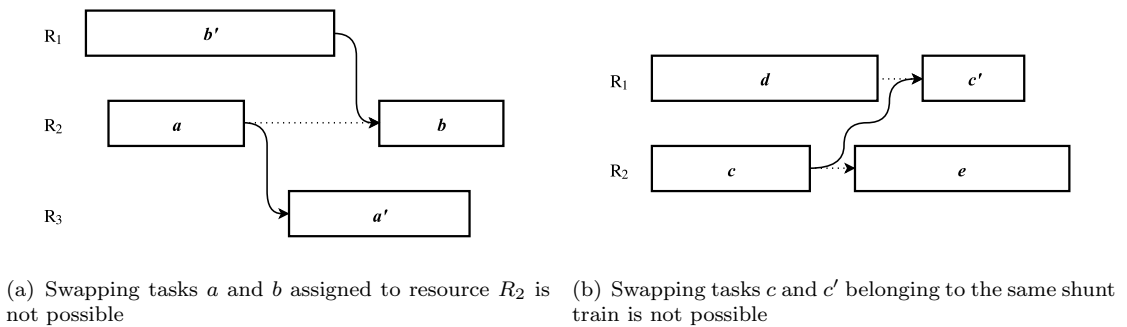 R1
b′
R2
a
b
R3
a′
R1
d
c′
R2
c
e
(a) Swapping tasks a and b assigned to resource R2 is
not possible
(b) Swapping tasks c and c′ belonging to the same shunt
train is not possible